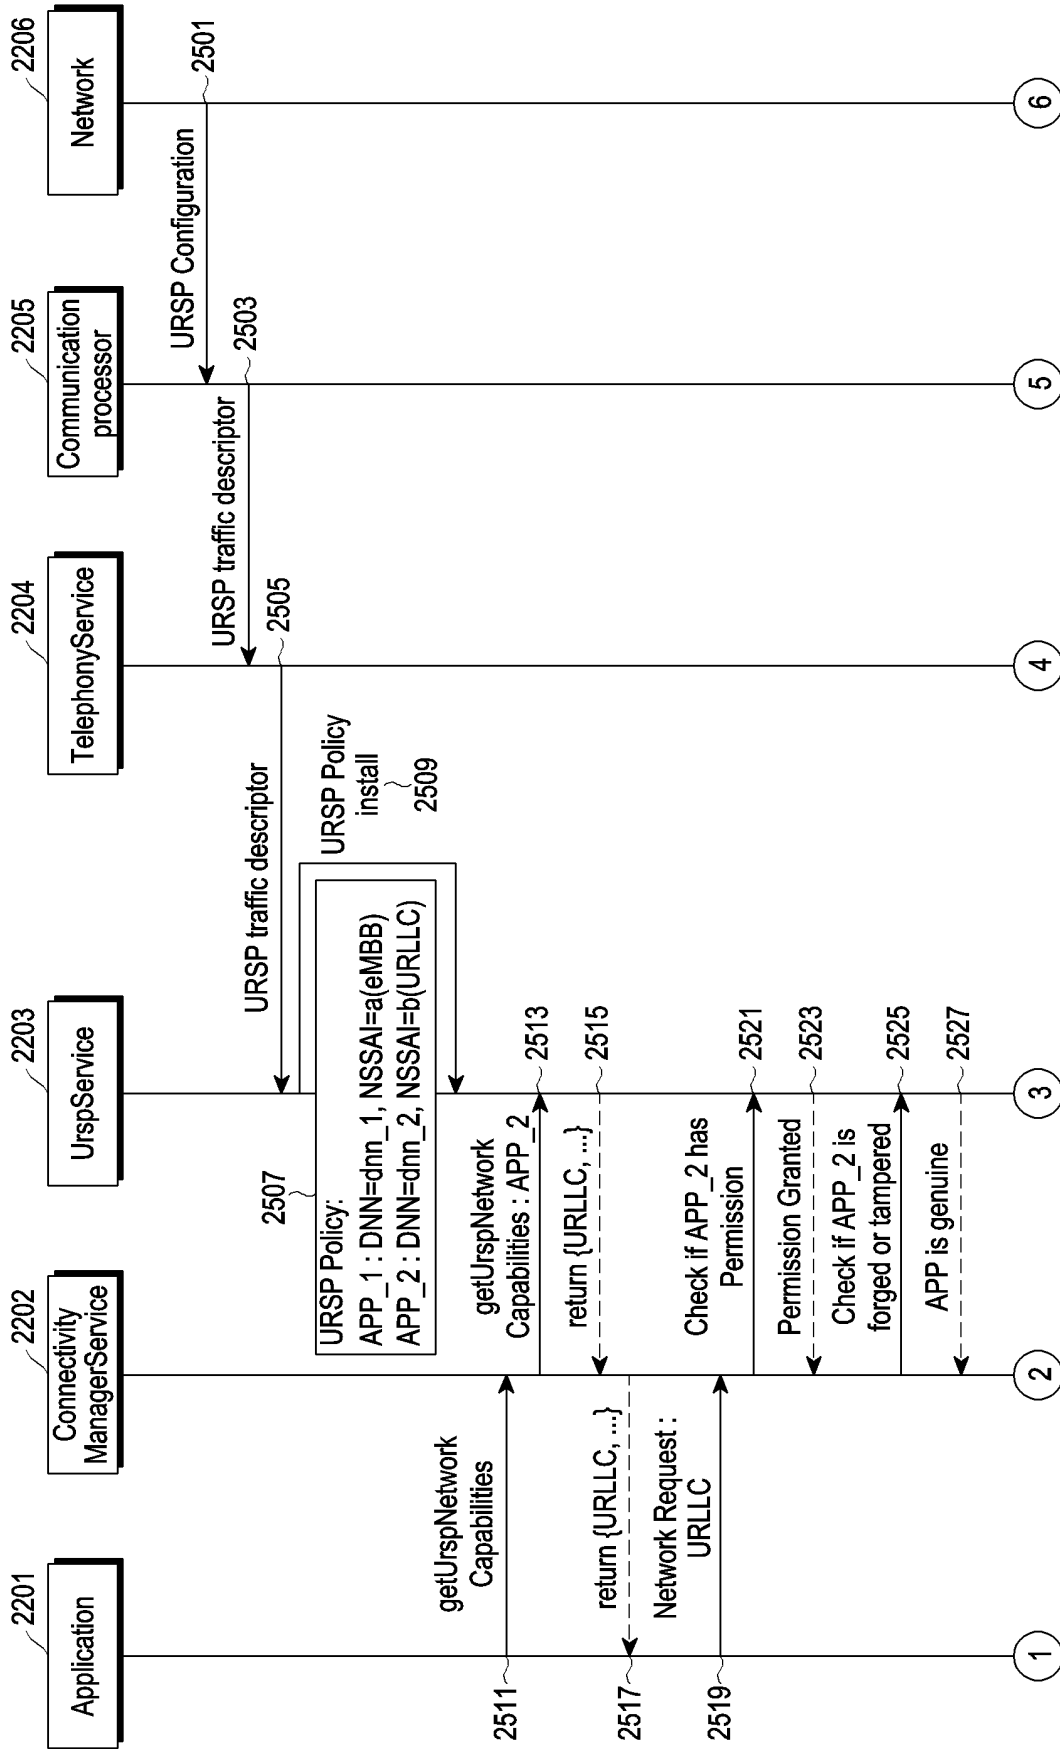 2201
Application
2202
Connectivity
ManagerService
2203
UrspService
2204
TelephonyService
2205
Communication
processor
2206
Network
URSP Configuration
2501
URSP traffic descriptor
2503
URSP traffic descriptor
2505
2507
URSP Policy:
APP_1 : DNN=dnn_1, NSSAI=a(eMBB)
APP_2 : DNN=dnn_2, NSSAI=b(URLLC)
URSP Policy
install
2509
getUrspNetwork
Capabilities
2511
getUrspNetwork
Capabilities : APP_2
2513
return {URLLC, ...}
2515
return {URLLC, ...}
2517
Network Request :
URLLC
2519
Check if APP_2 has
Permission
2521
Permission Granted
2523
Check if APP_2 is
forged or tampered
2525
APP is genuine
2527
1
2
3
4
5
6